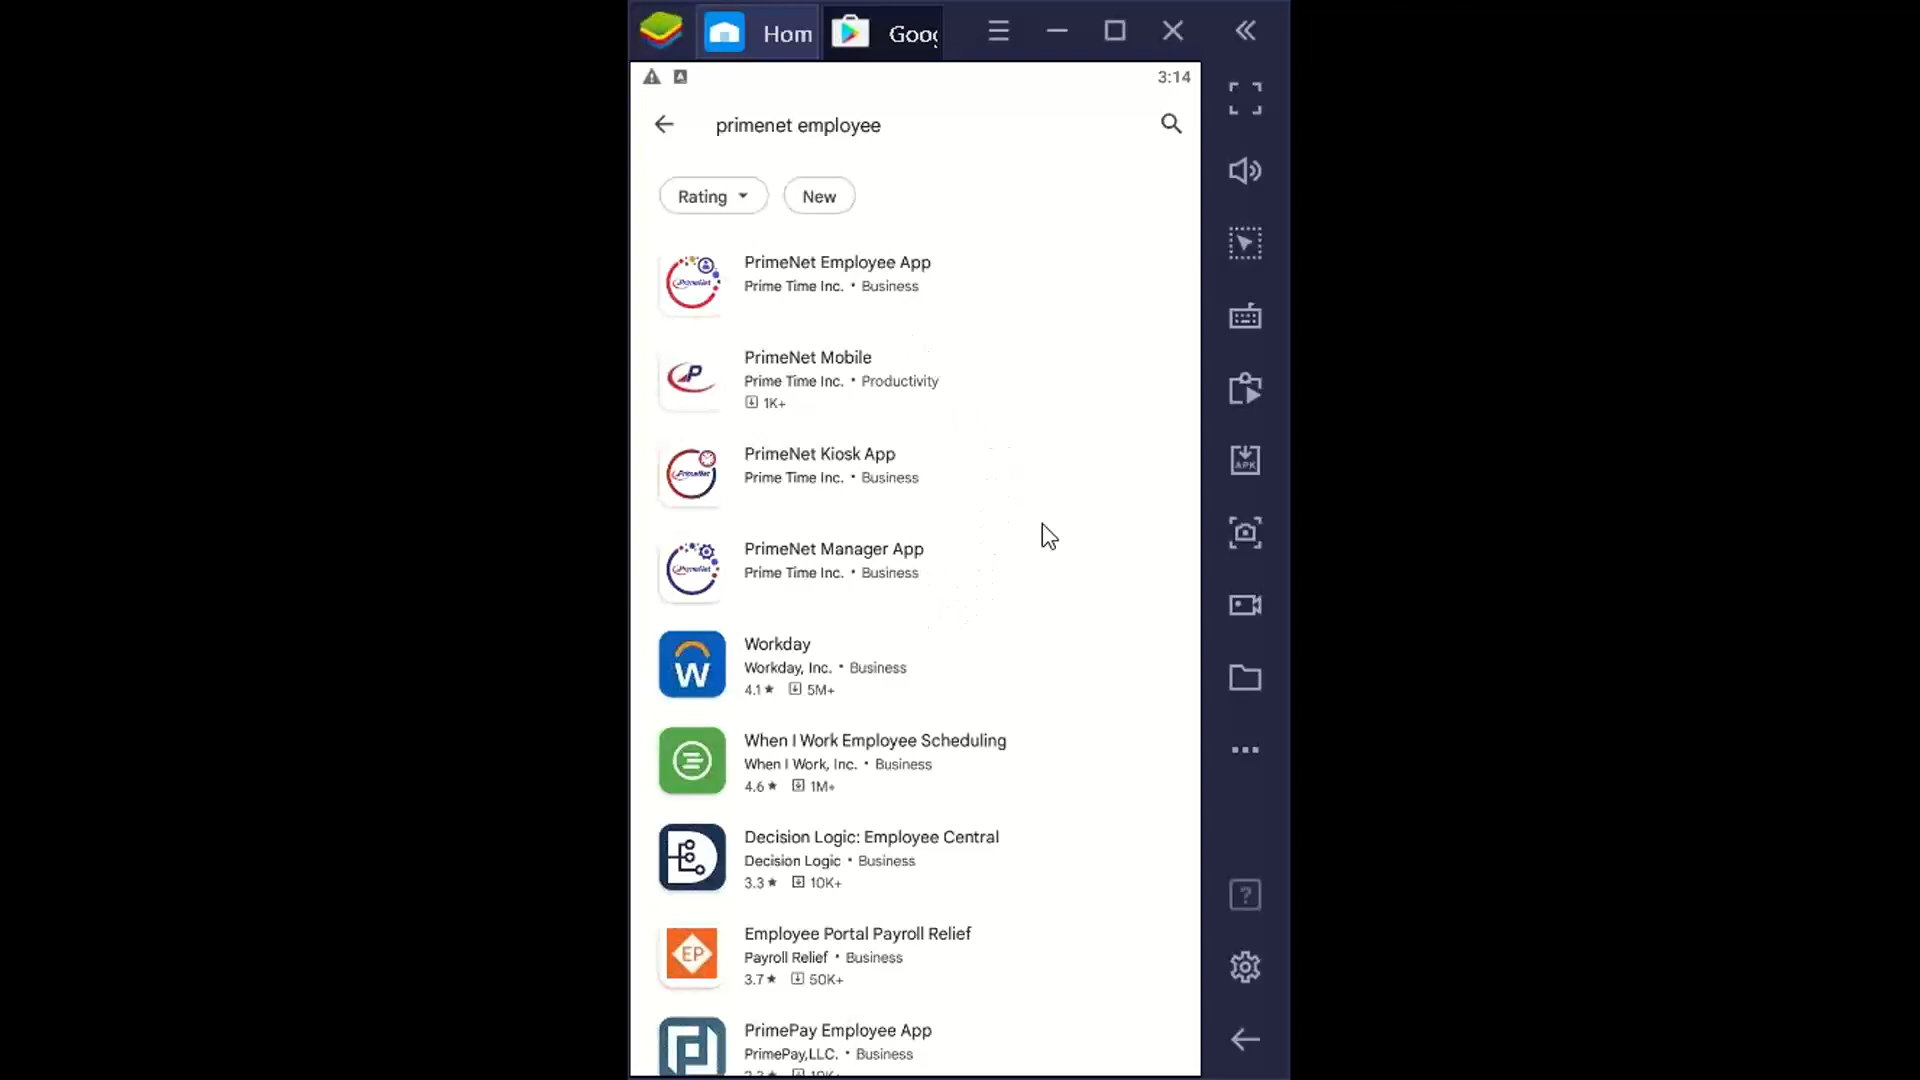 Hom
Goog
3:14
primenet employee
Rating
New
PrimeNet Employee App
Prime Time Inc. • Business
PrimeNet Mobile
Prime Time Inc. • Productivity
1K+
PrimeNet Kiosk App
Prime Time Inc. • Business
PrimeNet Manager App
Prime Time Inc. • Business
Workday
Workday, Inc. • Business
4.1★ 5M+
When I Work Employee Scheduling
When I Work, Inc. • Business
4.6★ 1M+
Decision Logic: Employee Central
Decision Logic • Business
3.3★ 10K+
EP
Employee Portal Payroll Relief
Payroll Relief • Business
3.7★ 50K+
PrimePay Employee App
PrimePay,LLC. • Business
APK